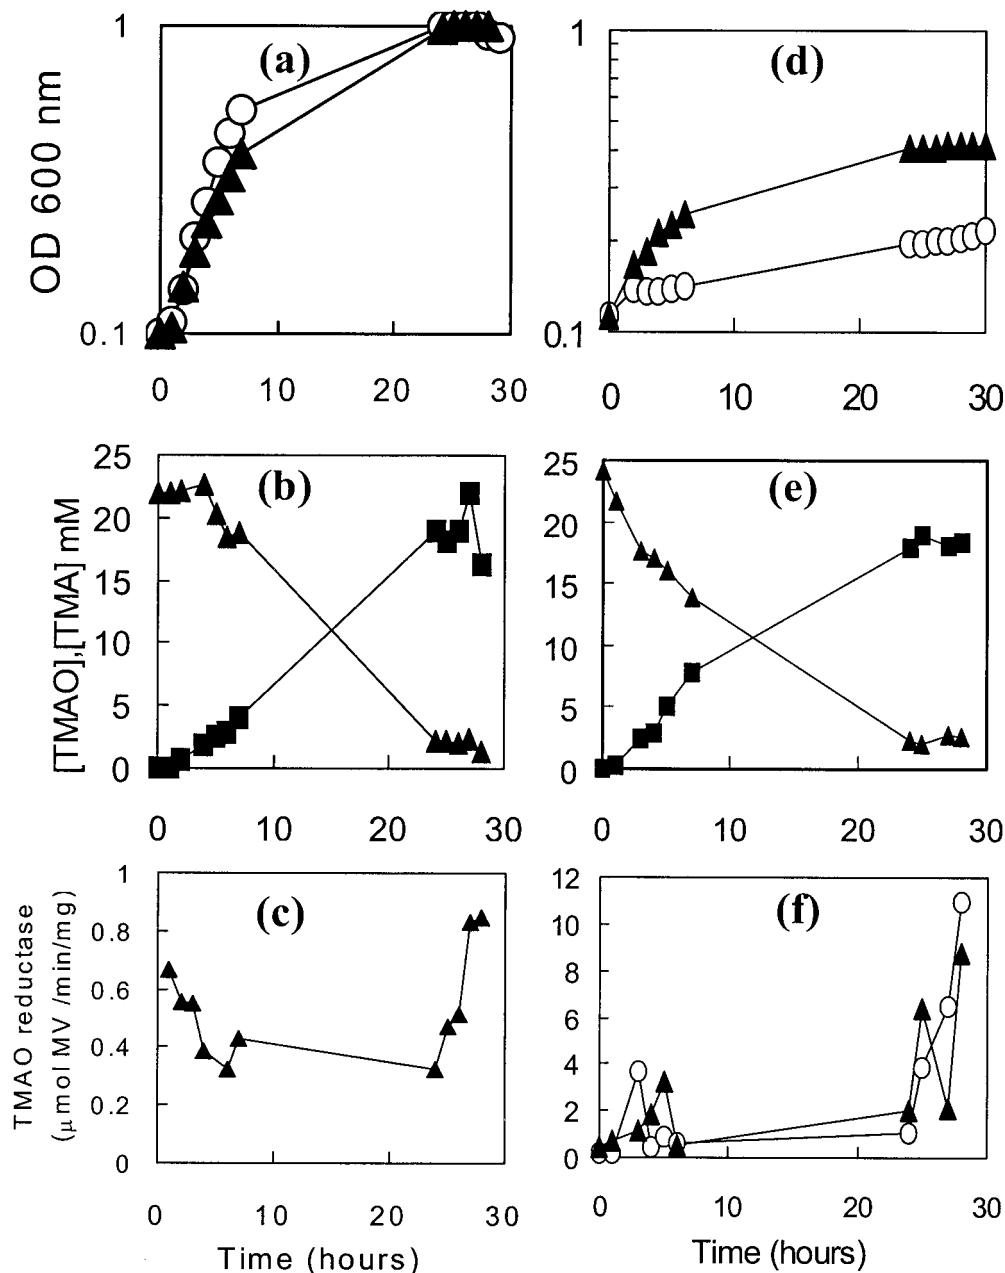 1
(a)
OD 600 nm
0.1
0 10 20 30
1
(d)
0.1
0 10 20 30
25
(b)
20
15
10
5
0
[TMAO],[TMA] mM
0 10 20 30
25
(e)
20
15
10
5
0
0 10 20 30
1
(c)
0.8
0.6
0.4
0.2
0
TMAO reductase
(μmol MV /min/mg)
0 10 20 30
Time (hours)
12
(f)
10
8
6
4
2
0
0 10 20 30
Time (hours)